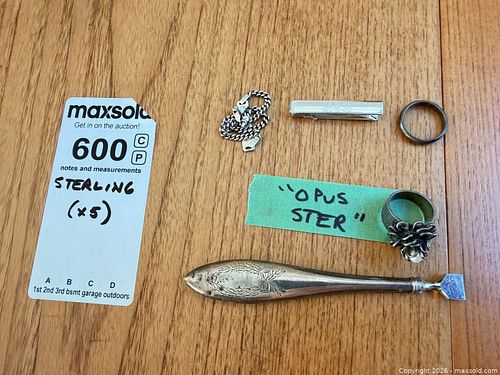 maxsold
Get in on the auction!
600
C
P
notes and measurements
STERLING
(x5)
A B C D
1st 2nd 3rd bsmt garage outdoors
"OPUS
STER"
Copyright 2026 - maxsold.com